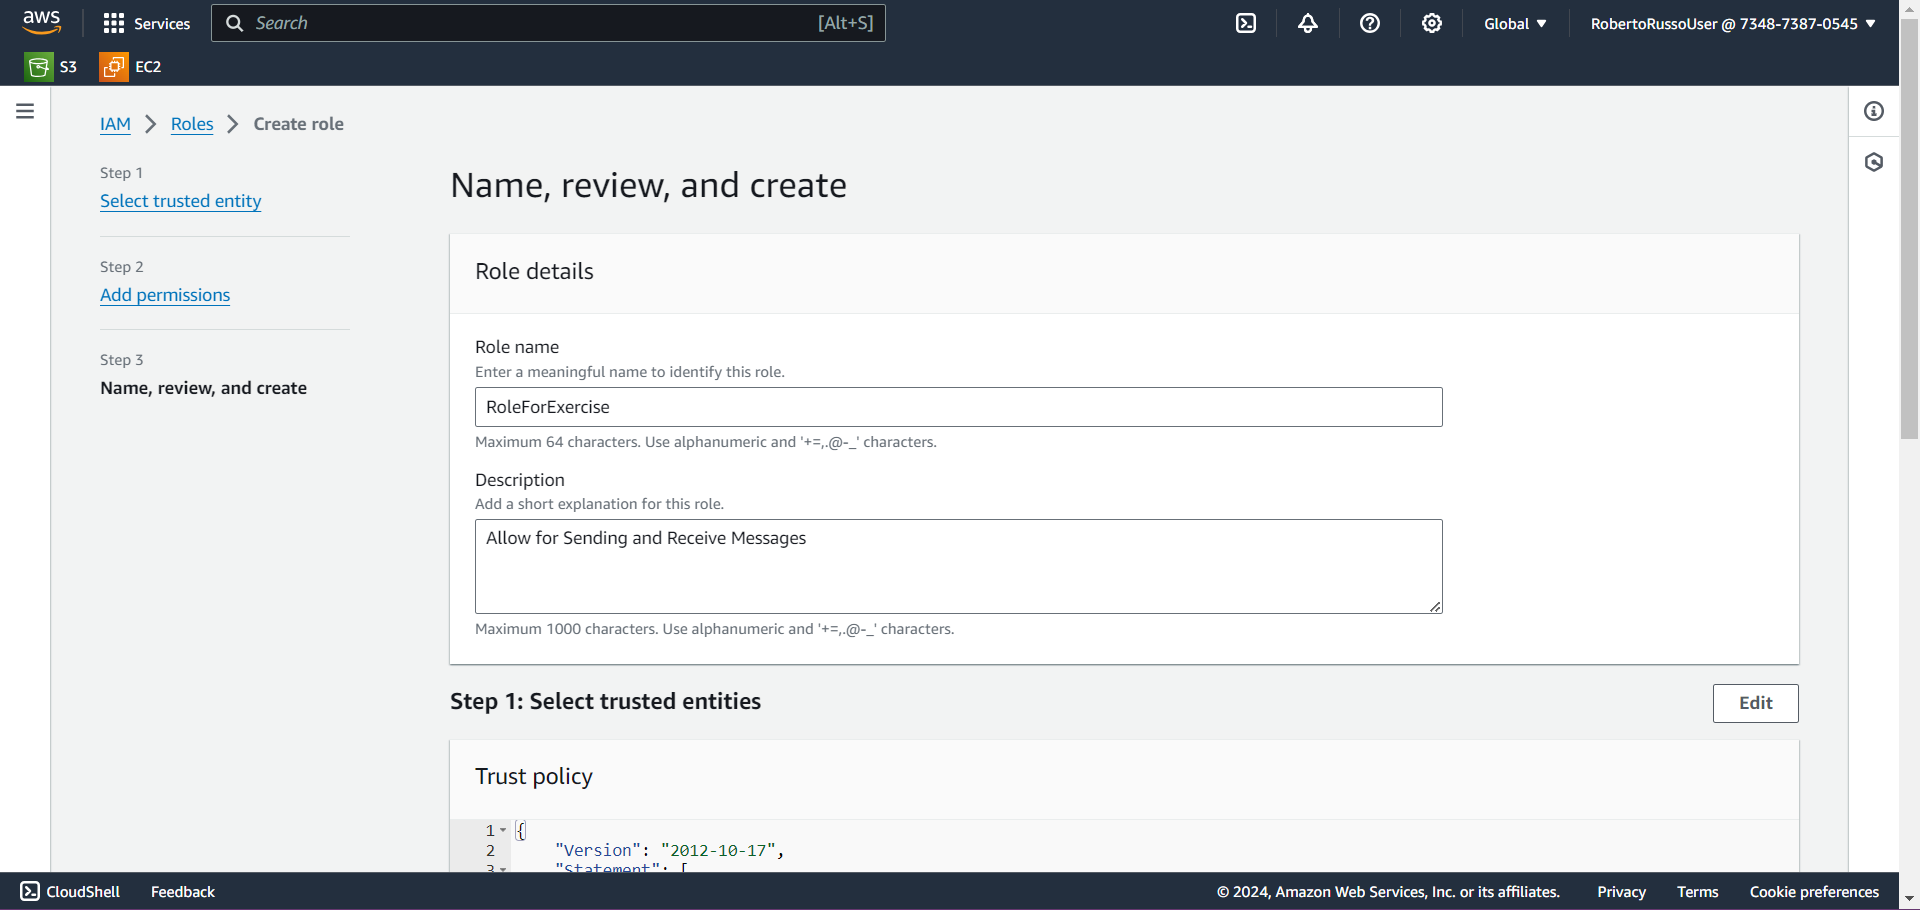 aws
Services
Search
[Alt+S]
Global
RobertoRussoUser @ 7348-7387-0545
S3
EC2
IAM
Roles
Create role
Step 1
Select trusted entity
Step 2
Add permissions
Step 3
Name, review, and create
Name, review, and create
Role details
Role name
Enter a meaningful name to identify this role.
RoleForExercise
Maximum 64 characters. Use alphanumeric and '+=,.@-_' characters.
Description
Add a short explanation for this role.
Allow for Sending and Receive Messages
Maximum 1000 characters. Use alphanumeric and '+=,.@-_' characters.
Step 1: Select trusted entities
Edit
Trust policy
1 {
2 "Version": "2012-10-17",
3 "Statement": [
CloudShell
Feedback
© 2024, Amazon Web Services, Inc. or its affiliates.
Privacy
Terms
Cookie preferences